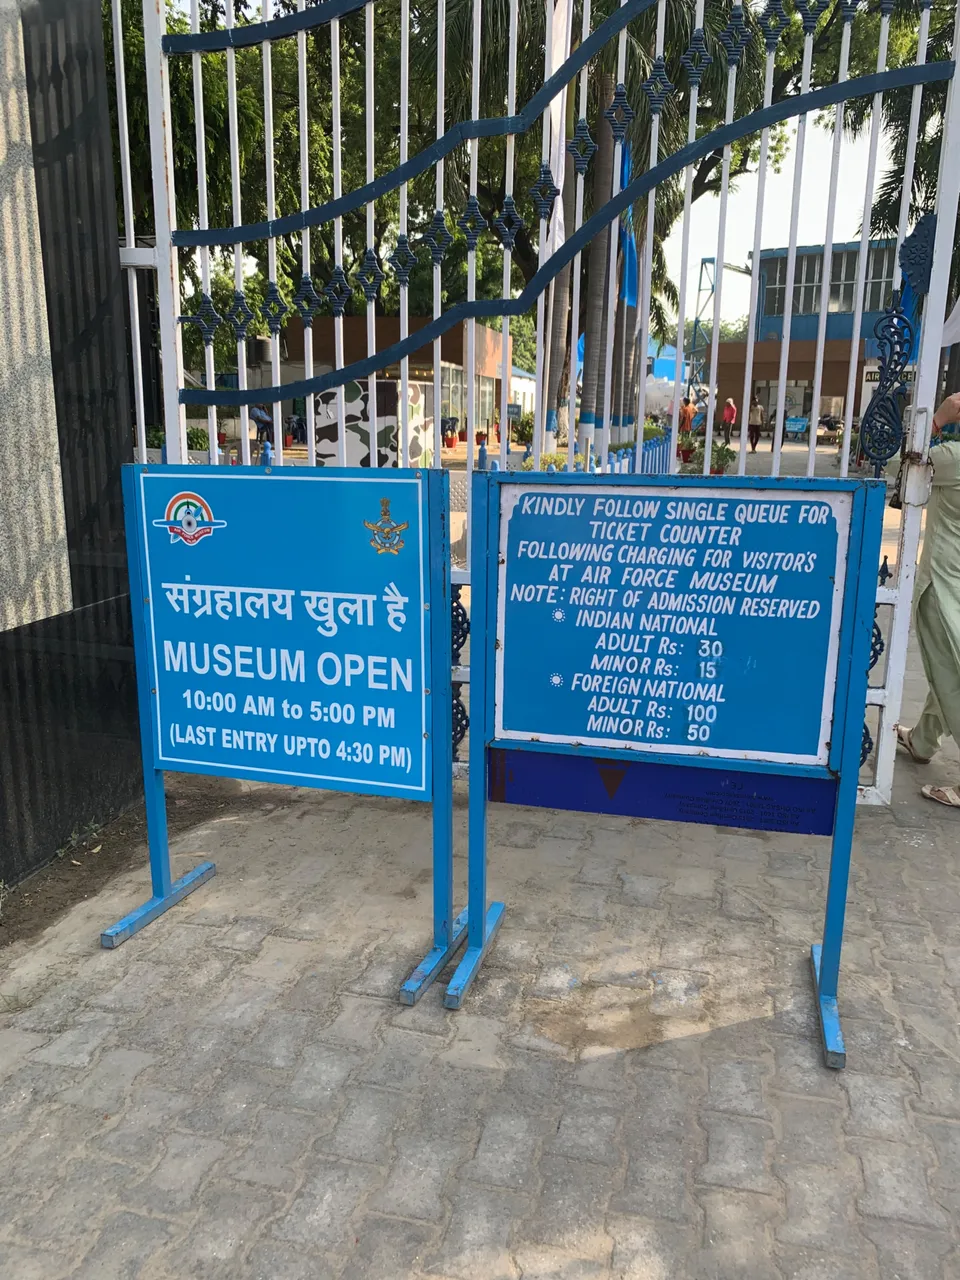 संग्रहालय खुला है
MUSEUM OPEN
10:00 AM to 5:00 PM
(LAST ENTRY UPTO 4:30 PM)
KINDLY FOLLOW SINGLE QUEUE FOR
TICKET COUNTER
FOLLOWING CHARGING FOR VISITOR'S
AT AIR FORCE MUSEUM
NOTE: RIGHT OF ADMISSION RESERVED
INDIAN NATIONAL
ADULT Rs: 30
MINOR Rs: 15
FOREIGN NATIONAL
ADULT Rs: 100
MINOR Rs: 50